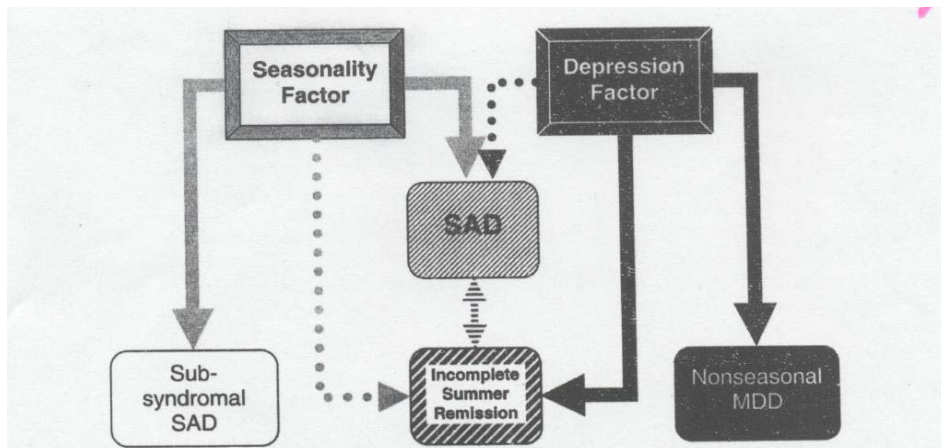 Seasonality
Factor
Depression
Factor
SAD
Sub-
syndromal
SAD
Incomplete
Summer
Remission
Nonseasonal
MDD